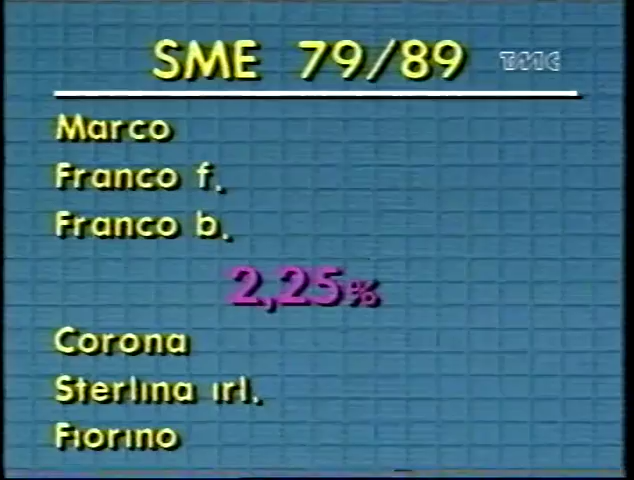 SME 79/89 TMC
Marco
Franco f.
Franco b.
2,25%
Corona
Sterlina irl.
Fiorino